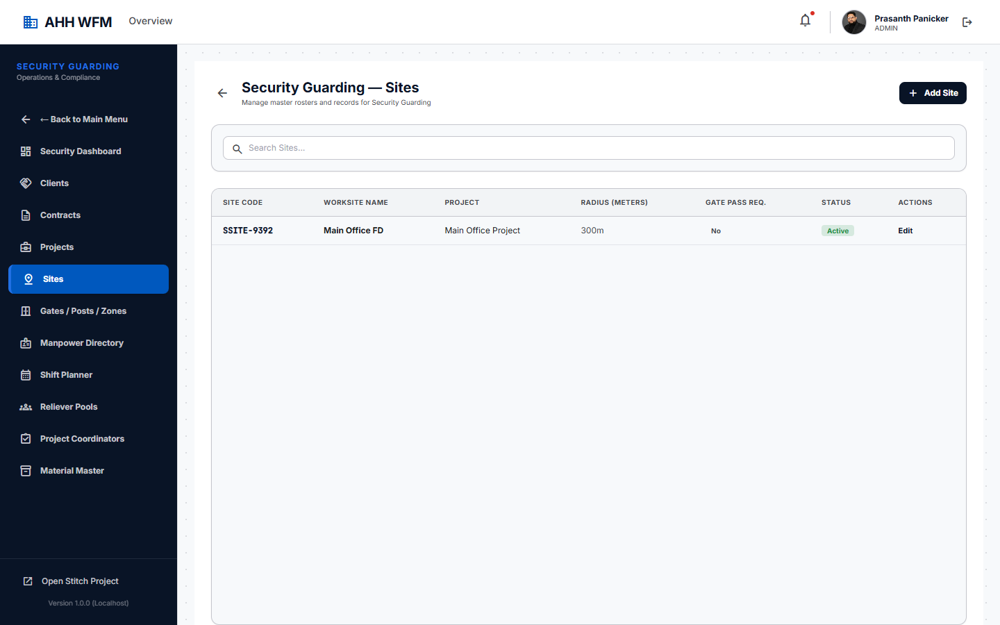 AHH WFM
Overview
Prasanth Panicker
ADMIN
SECURITY GUARDING
Operations & Compliance
← Back to Main Menu
Security Dashboard
Clients
Contracts
Projects
Sites
Gates / Posts / Zones
Manpower Directory
Shift Planner
Reliever Pools
Project Coordinators
Material Master
Open Stitch Project
Version 1.0.0 (Localhost)
Security Guarding — Sites
Manage master rosters and records for Security Guarding
Add Site
Search Sites...
SITE CODE WORKSITE NAME PROJECT RADIUS (METERS) GATE PASS REQ. STATUS ACTIONS
SSITE-9392 Main Office FD Main Office Project 300m No Active Edit